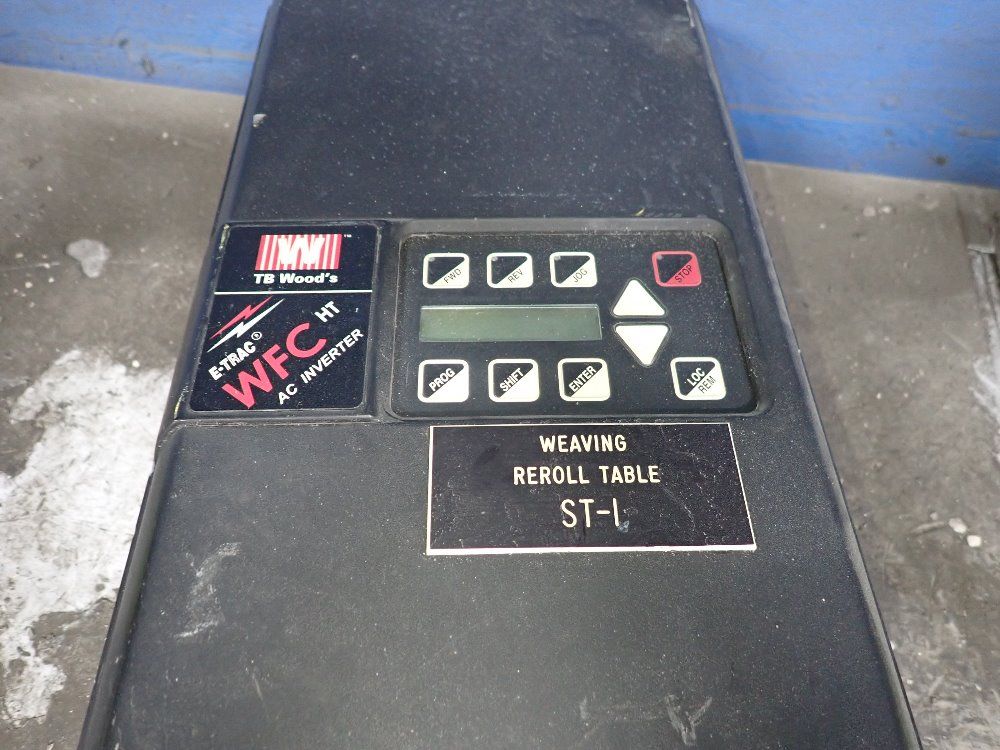 TM
TB Wood's
E-TRAC®
WFC HT
AC INVERTER
FWD
REV
JOG
STOP
PROG
SHIFT
ENTER
LOC
REM
WEAVING
REROLL TABLE
ST-1